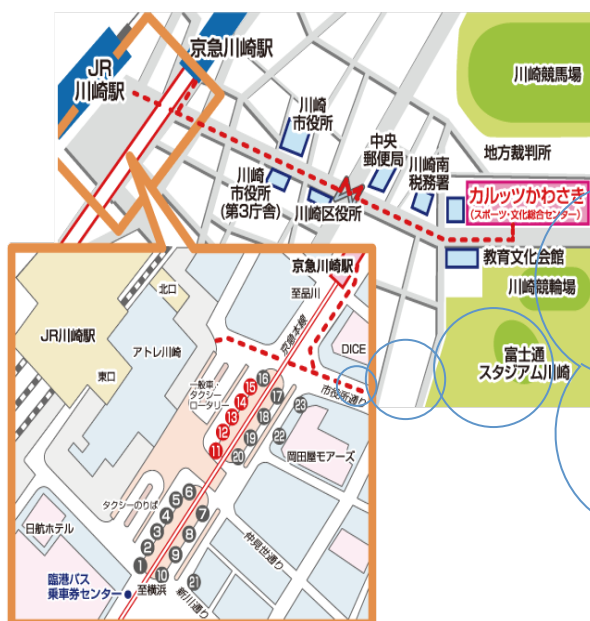 京急川崎駅
JR
川崎駅
川崎
市役所
川崎
市役所
(第3庁舎)
川崎区役所
中央
郵便局
川崎南
税務署
川崎競馬場
地方裁判所
カルッツかわさき
(スポーツ・文化総合センター)
教育文化会館
川崎競輪場
富士通
スタジアム川崎
京急川崎駅
至品川
北口
JR川崎駅
アトレ川崎
東口
京急本線
DICE
市役所通り
一般車・
タクシー
ロータリー
16
15
14
13
12
11
17
18
19
20
23
22
岡田屋モアーズ
タクシーのりば
6
5
4
3
2
1
7
8
9
10
21
仲見世通り
新川通り
日航ホテル
臨港バス
乗車券センター
至横浜